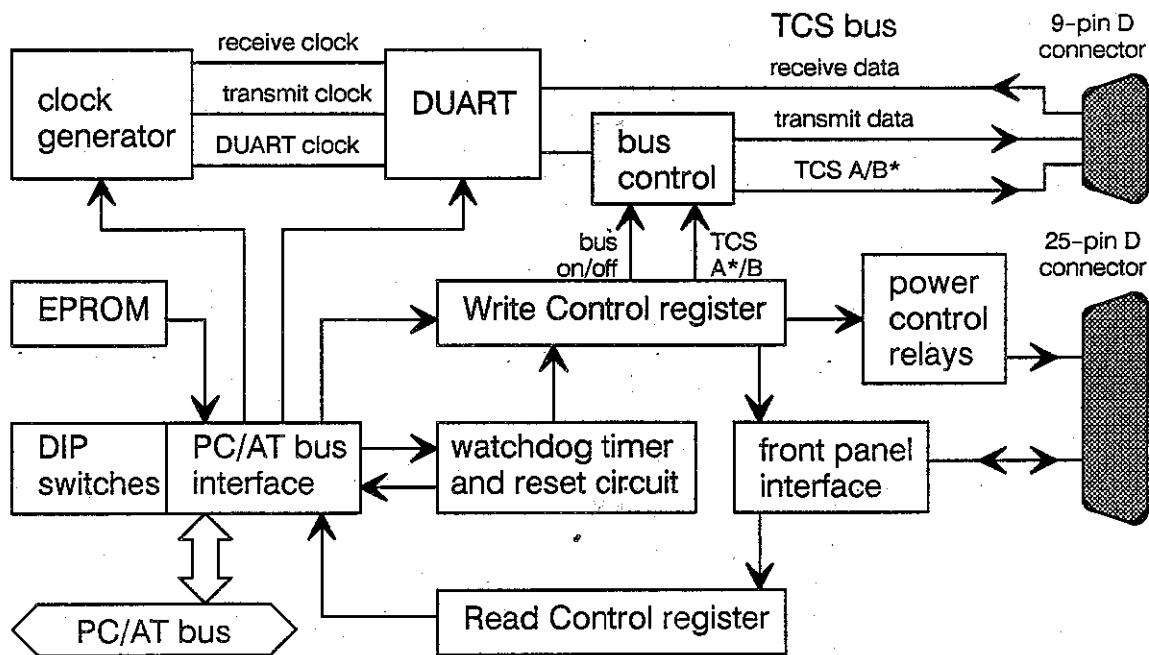 TCS bus
9-pin D
connector
receive clock
receive data
clock
generator
transmit clock
DUART
transmit data
DUART clock
bus
control
TCS A/B*
bus
on/off
TCS
A*/B
25-pin D
connector
EPROM
Write Control register
power
control
relays
DIP
switches
PC/AT bus
interface
watchdog timer
and reset circuit
front panel
interface
Read Control register
PC/AT bus